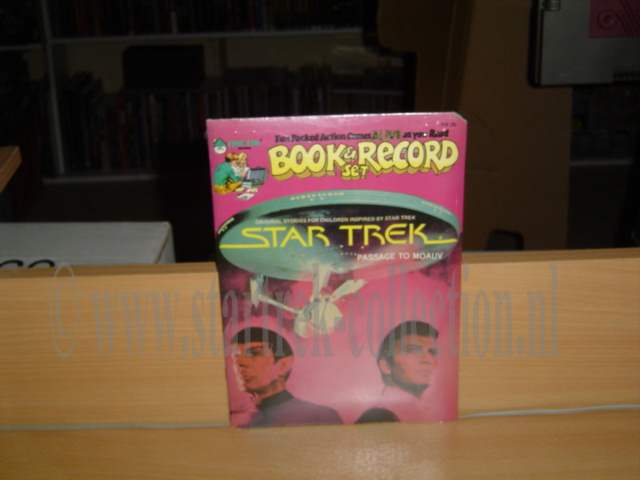 Fun Packed Action Comes ALIVE as you Read
BOOK & RECORD
SET
ORIGINAL STORIES FOR CHILDREN INSPIRED BY STAR TREK
STAR TREK
"PASSAGE TO MOAUV"
© www.startrek-collection.nl